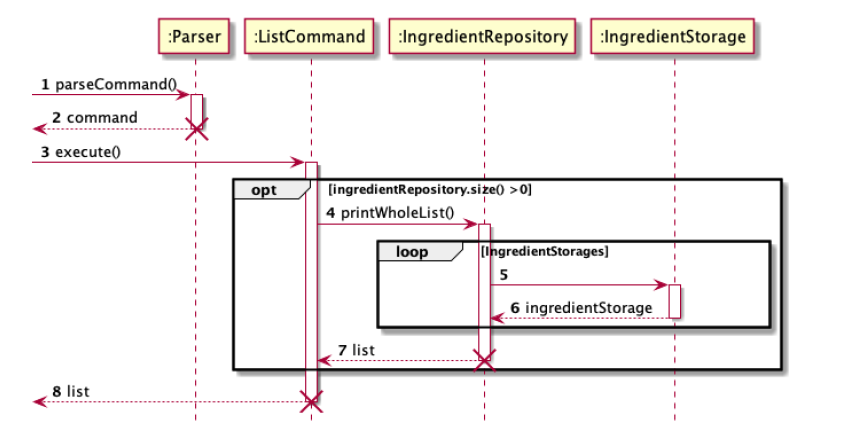 :Parser :ListCommand :IngredientRepository :IngredientStorage
1 parseCommand()
2 command
3 execute()
opt [ingredientRepository.size() >0]
4 printWholeList()
loop [IngredientStorages]
5
6 ingredientStorage
7 list
8 list